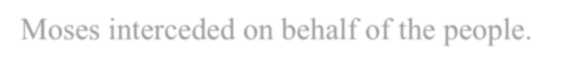 Moses interceded on behalf of the people.